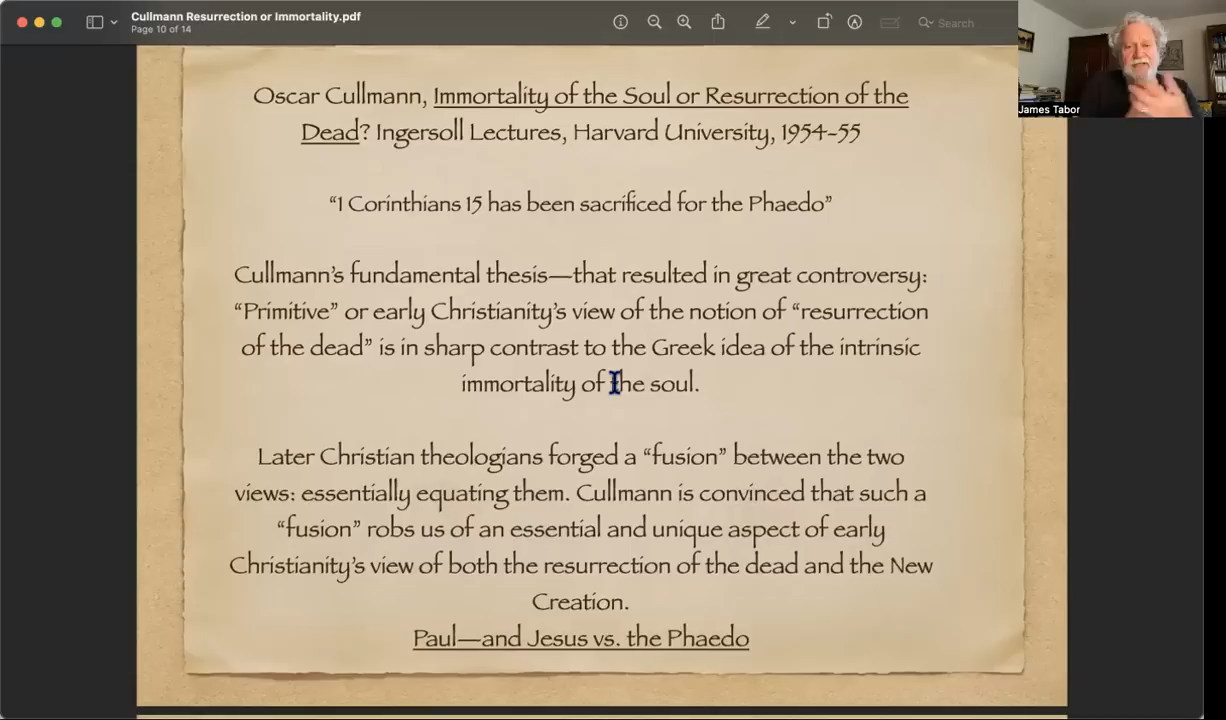 Cullmann Resurrection or Immortality.pdf
Page 10 of 14
Search
James Tabor
Oscar Cullmann, Immortality of the Soul or Resurrection of the
Dead? Ingersoll Lectures, Harvard University, 1954-55
“1 Corinthians 15 has been sacrificed for the Phaedo”
Cullmann’s fundamental thesis—that resulted in great controversy:
“Primitive” or early Christianity’s view of the notion of “resurrection
of the dead” is in sharp contrast to the Greek idea of the intrinsic
immortality of the soul.
Later Christian theologians forged a “fusion” between the two
views: essentially equating them. Cullmann is convinced that such a
“fusion” robs us of an essential and unique aspect of early
Christianity’s view of both the resurrection of the dead and the New
Creation.
Paul—and Jesus vs. the Phaedo